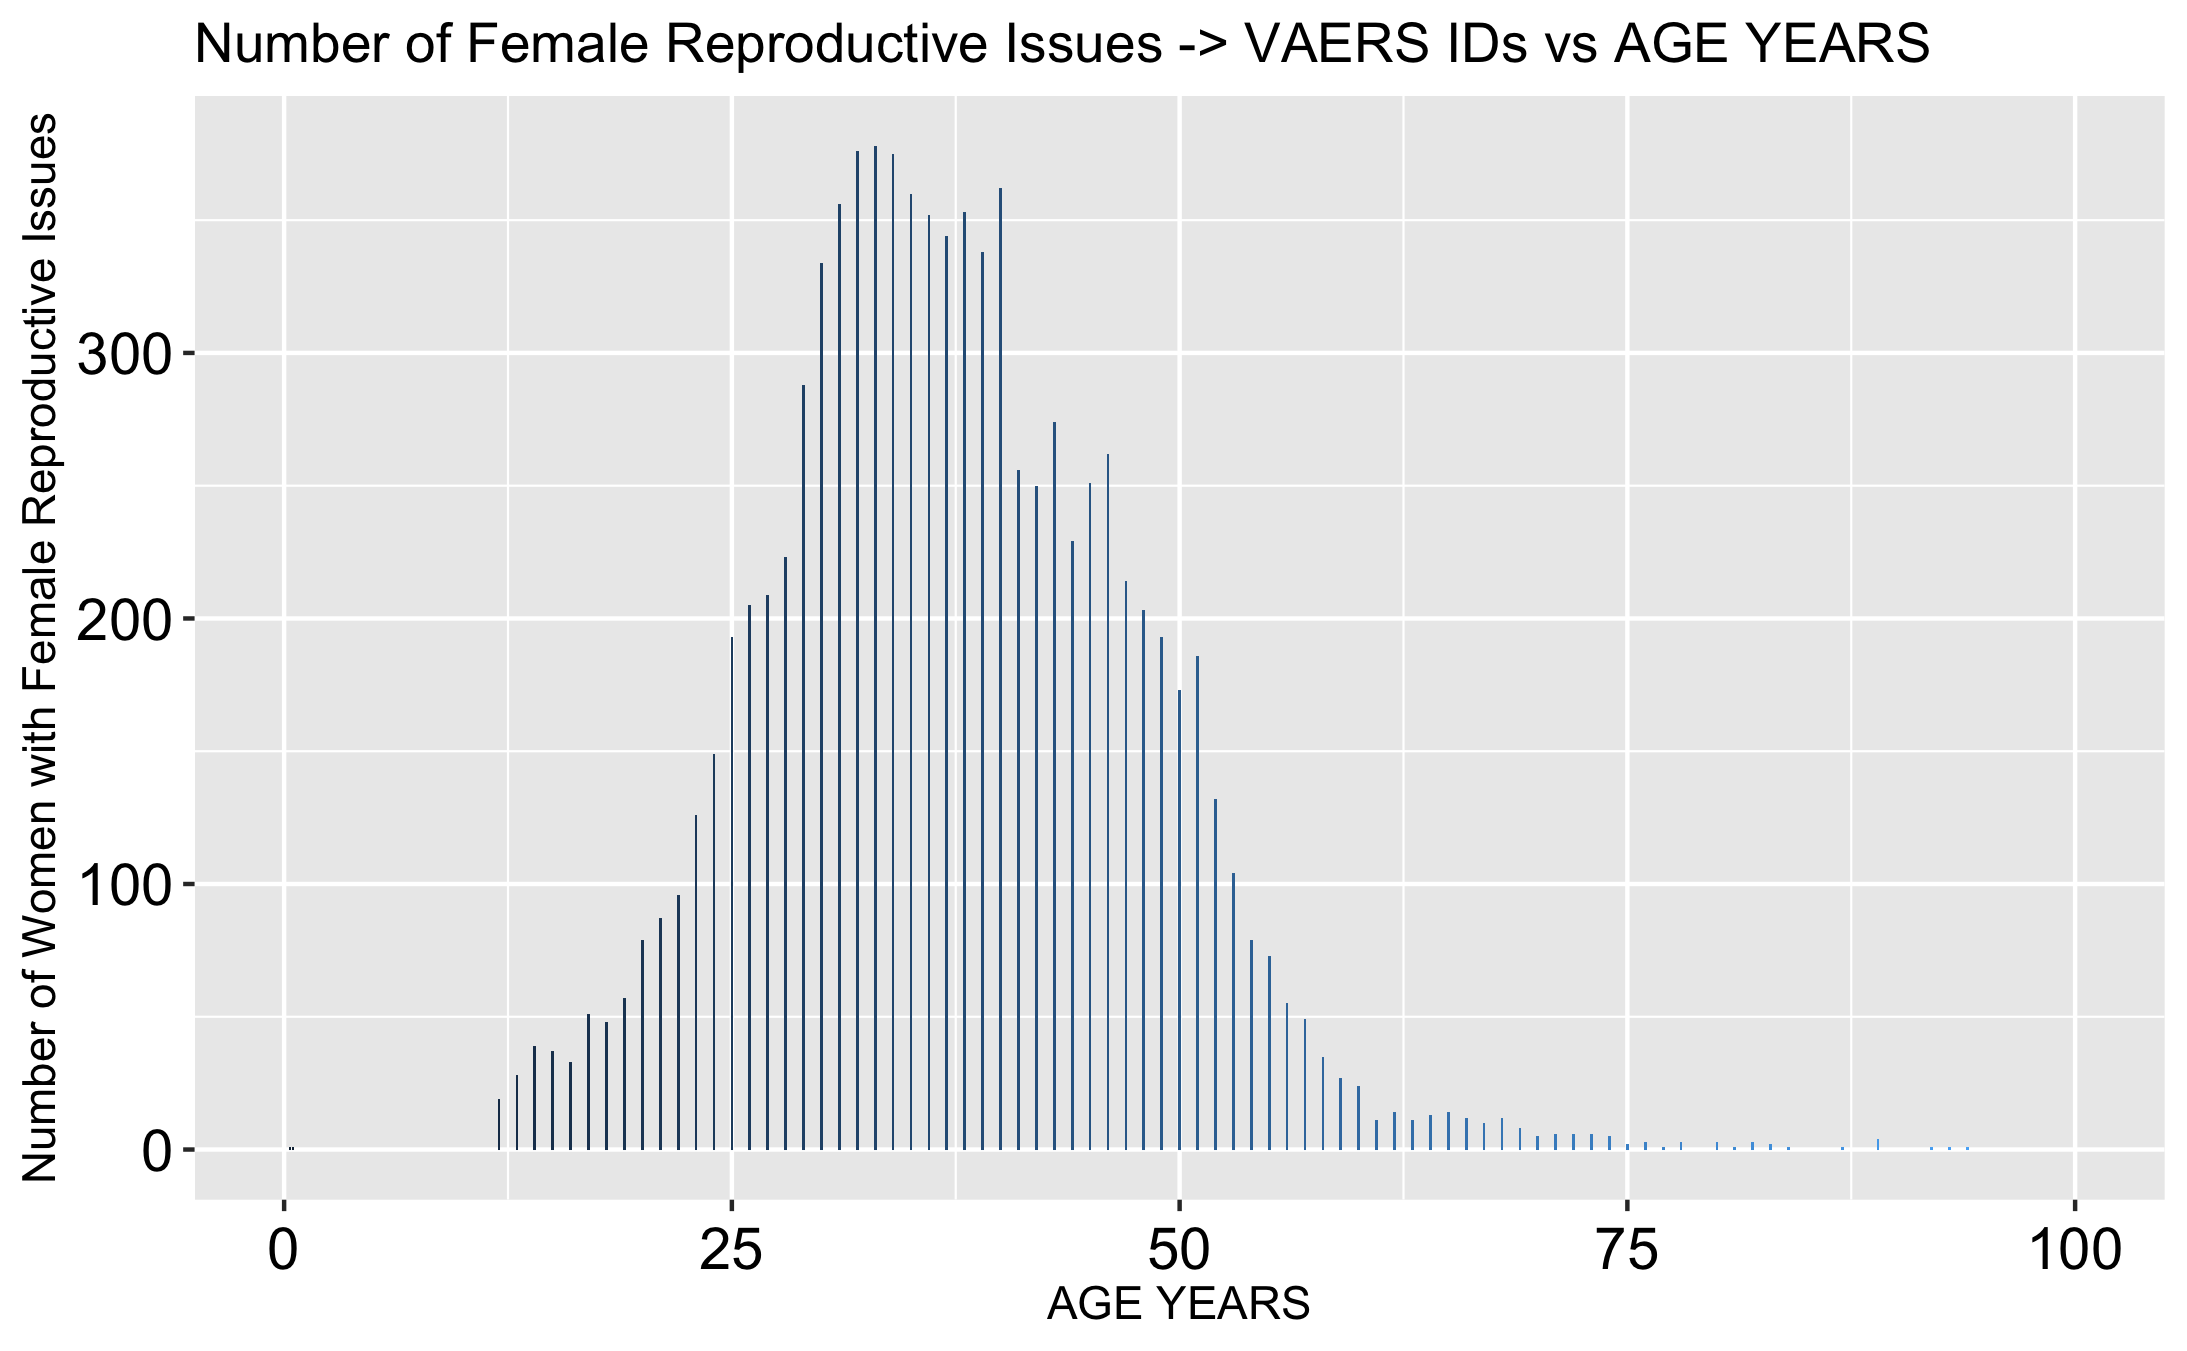 Number of Female Reproductive Issues -> VAERS IDs vs AGE YEARS
Number of Women with Female Reproductive Issues
300
200
100
0
0 25 50 75 100
AGE YEARS